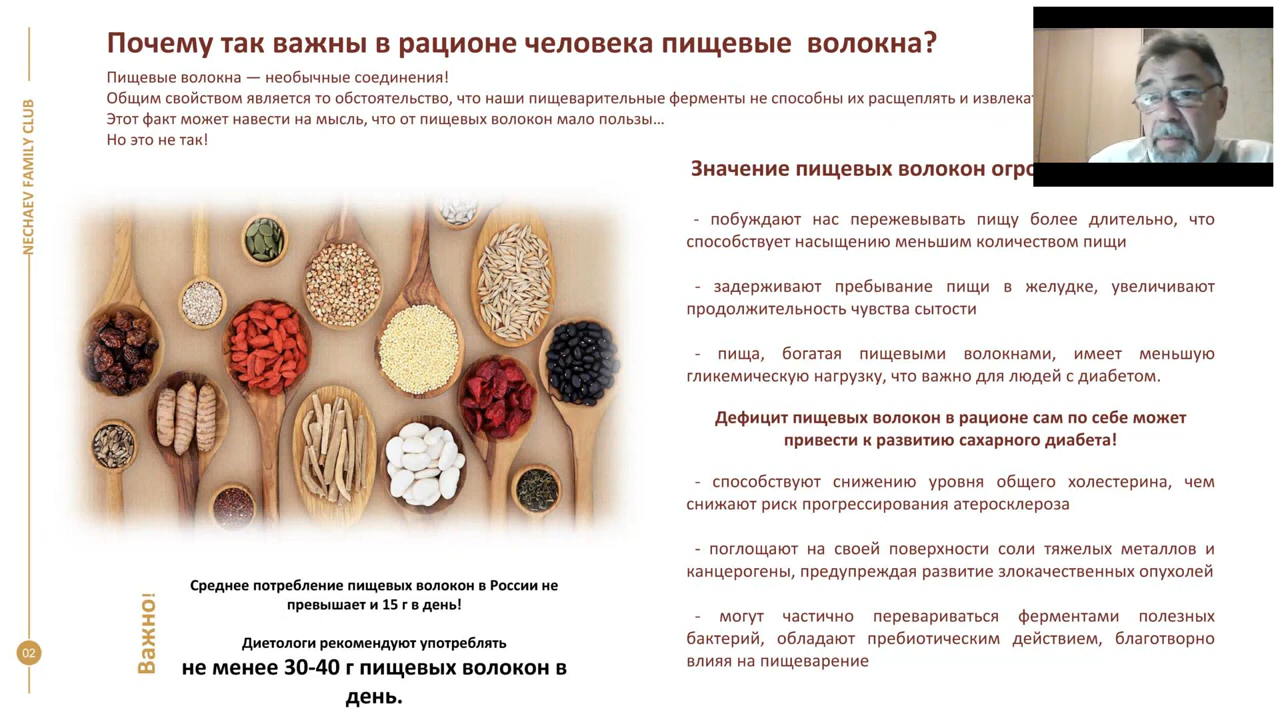 Почему так важны в рационе человека пищевые волокна?
Пищевые волокна — необычные соединения!
Общим свойством является то обстоятельство, что наши пищеварительные ферменты не способны их расщеплять и
Этот факт может навести на мысль, что от пищевых волокон мало пользы...
Но это не так!
NECHAEV FAMILY CLUB
Значение пищевых волокон
- побуждают нас пережевывать пищу более длительно, что
способствует насыщению меньшим количеством пищи
- задерживают пребывание пищи в желудке, увеличивают
продолжительность чувства сытости
- пища, богатая пищевыми волокнами, имеет меньшую
гликемическую нагрузку, что важно для людей с диабетом.
Дефицит пищевых волокон в рационе сам по себе может
привести к развитию сахарного диабета!
- способствуют снижению уровня общего холестерина, чем
снижают риск прогрессирования атеросклероза
- поглощают на своей поверхности соли тяжелых металлов и
канцерогены, предупреждая развитие злокачественных опухолей
- могут частично перевариваться ферментами полезных
бактерий, обладают пребиотическим действием, благотворно
влияя на пищеварение
Важно!
Среднее потребление пищевых волокон в России не
превышает и 15 г в день!
Диетологи рекомендуют употреблять
не менее 30-40 г пищевых волокон в
день.
02